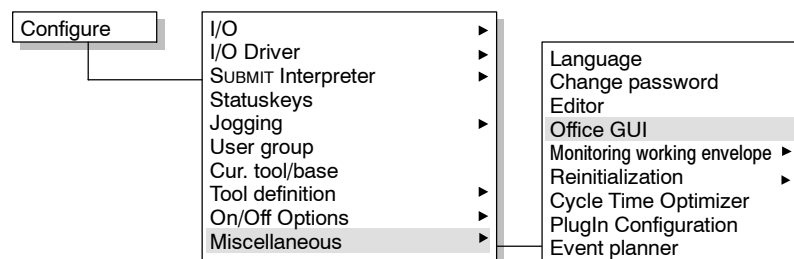 Configure
I/O
I/O Driver
SUBMIT Interpreter
Statuskeys
Jogging
User group
Cur. tool/base
Tool definition
On/Off Options
Miscellaneous
Language
Change password
Editor
Office GUI
Monitoring working envelope
Reinitialization
Cycle Time Optimizer
PlugIn Configuration
Event planner